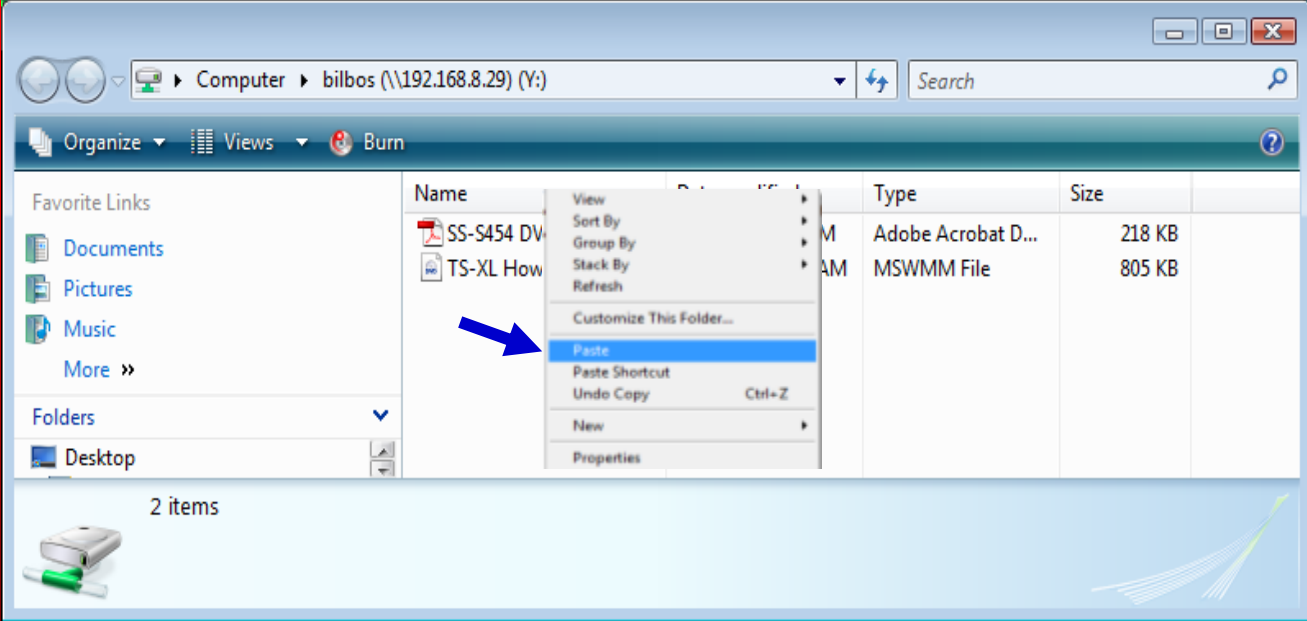 Computer bilbos (\\192.168.8.29) (Y:)
Search
Organize Views Burn
Favorite Links
Documents
Pictures
Music
More »
Folders
Desktop
Name Type Size
SS-S454 DV M Adobe Acrobat D... 218 KB
TS-XL How AM MSWMM File 805 KB
View
Sort By
Group By
Stack By
Refresh
Customize This Folder...
Paste
Paste Shortcut
Undo Copy Ctrl+Z
New
Properties
2 items